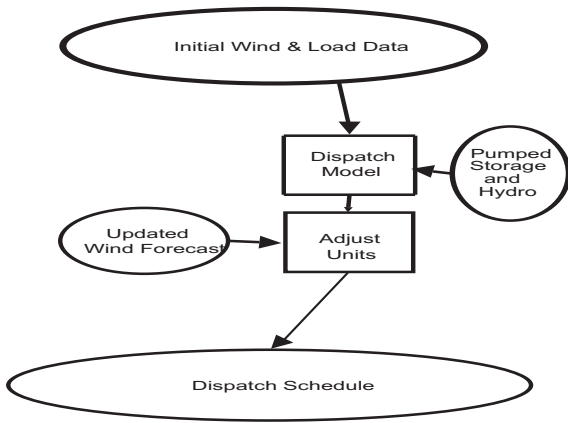 Initial Wind & Load Data
Dispatch
Model
Pumped
Storage
and
Hydro
Updated
Wind Forecast
Adjust
Units
Dispatch Schedule